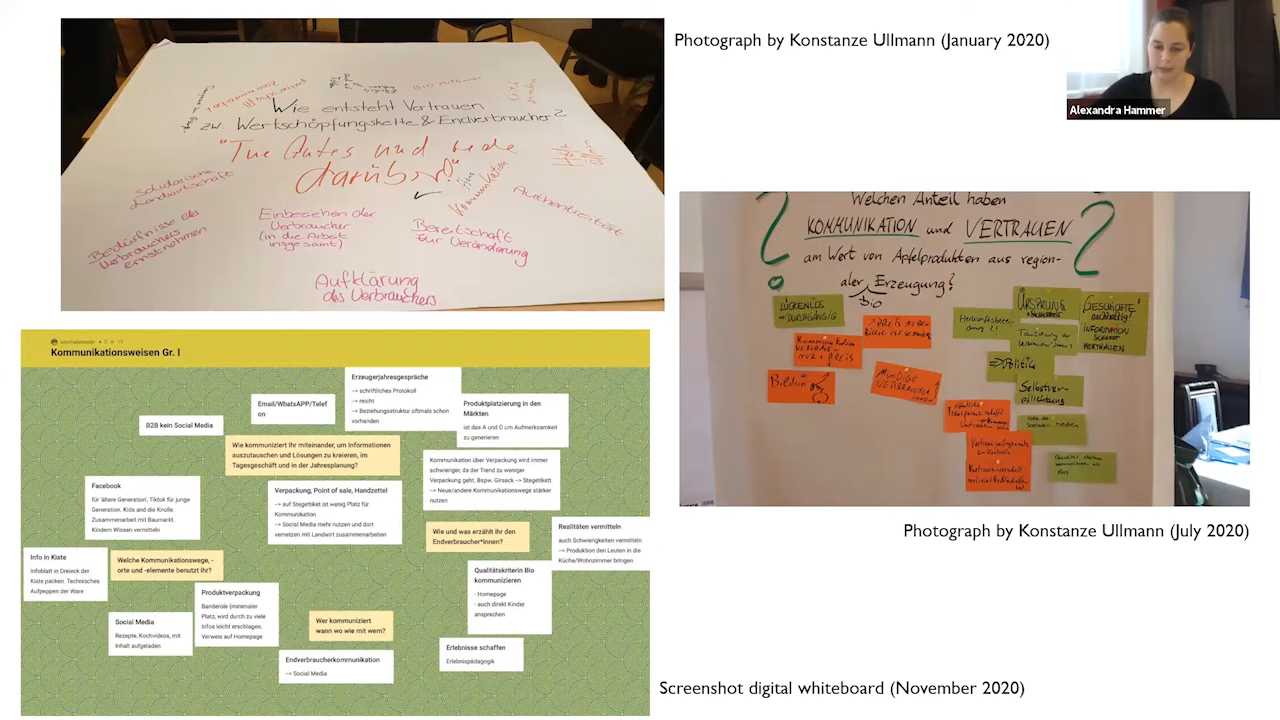 Photograph by Konstanze Ullmann (January 2020)
Alexandra Hammer
Wie entsteht Vertrauen
zw. Wertschöpfungskette & Endverbraucher?
"Tue Gutes und rede
darüber!"
Kommunikation
Authentizität
Solidarische
Landwirtschaft
Bedürfnisse des
Verbrauchers
ernstnehmen
Einbeziehen der
Verbraucher
(in die Arbeit
insgesamt)
Bereitschaft
für Veränderung
Aufklärung
des Verbrauchers
Welchen Anteil haben
KOMMUNIKATION und VERTRAUEN
am Wert von Apfelprodukten aus region-
aler Erzeugung?
bio
LÜCKENLOS
DURCHGÄNGIG
URSPRUNG
GESCHICHTE
INFORMATION
SCHAFFT
VERTRAUEN
NUR + PREIS
Bildung
MÜNDIGE
VERBRAUCHER
⇒ Politik
Selbstver-
pflichtung
Transparenz schafft
Vertrauen
Photograph by Konstanze Ullmann (July 2020)
Kommunikationsweisen Gr. I
Erzeugerjahresgespräche
--> schriftliches Protokoll
--> reicht
--> Beziehungsstruktur oftmals schon
vorhanden
Email/WhatsAPP/Telef
on
Produktplatzierung in den
Märkten
ist das A und O um Aufmerksamkeit
zu generieren
B2B kein Social Media
Wie kommuniziert Ihr miteinander, um Informationen
auszutauschen und Lösungen zu kreieren, im
Tagesgeschäft und in der Jahresplanung?
Kommunikation über Verpackung wird immer
schwieriger, da der Trend zu weniger
Verpackung geht. Bspw. Girsack --> Stegetikett.
--> Neue/andere Kommunikationswege stärker
nutzen
Facebook
für 'ältere Generation', Tiktok für junge
Generation. Kids and die Knolle.
Zusammenarbeit mit Baumarkt.
Kindern Wissen vermitteln
Verpackung, Point of sale, Handzettel
--> auf Stegettiket ist wenig Platz für
Kommunikation
--> Social Media mehr nutzen und dort
vernetzen mit Landwirt zusammenarbeiten
Wie und was erzählt ihr den
Endverbraucher*innen?
Realitäten vermitteln
auch Schwierigkeiten vermitteln
--> Produktion den Leuten in die
Küche/Wohnzimmer bringen
Info in Kiste
Infoblatt in Dreieck der
Kiste packen. Technisches
Aufpeppen der Ware
Welche Kommunikationswege, -
orte und -elemente benutzt ihr?
Qualitätskriterin Bio
kommunizieren
- Homepage
- auch direkt Kinder
ansprechen
Produktverpackung
Banderole (minimaler
Platz, wird durch zu viele
Infos leicht erschlagen.
Verweis auf Homepage
Social Media
Rezepte, Kochvideos, mit
Inhalt aufgeladen
Wer kommuniziert
wann wo wie mit wem?
Erlebnisse schaffen
Erlebnispädagogik
Endverbraucherkommunikation
--> Social Media
Screenshot digital whiteboard (November 2020)